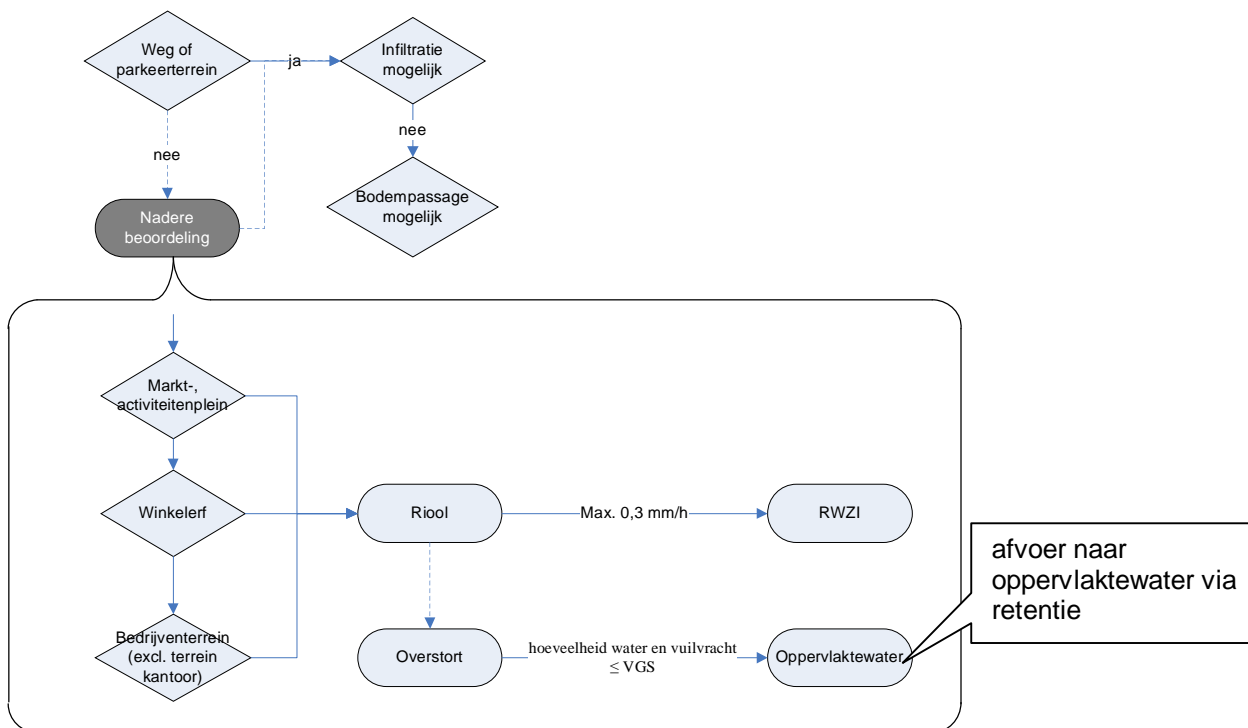 Weg of
parkeerterrein
ja
Infiltratie
mogelijk
nee
nee
Bodempassage
mogelijk
Nadere
beoordeling
Markt-,
activiteitenplein
Winkelerf
Riool
Max. 0,3 mm/h
RWZI
afvoer naar
oppervlaktewater via
retentie
Bedrijventerrein
(excl. terrein
kantoor)
Overstort
hoeveelheid water en vuilvracht
≤ VGS
Oppervlaktewater